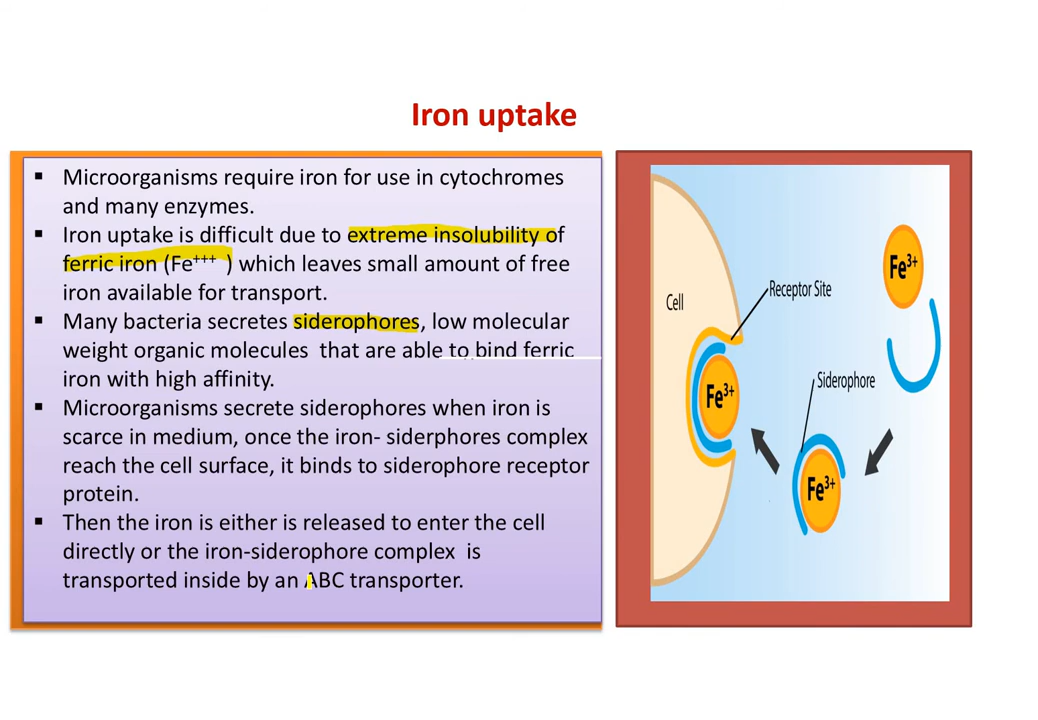 Iron uptake
▪ Microorganisms require iron for use in cytochromes
and many enzymes.
▪ Iron uptake is difficult due to extreme insolubility of
ferric iron (Fe+++ ) which leaves small amount of free
iron available for transport.
▪ Many bacteria secretes siderophores, low molecular
weight organic molecules that are able to bind ferric
iron with high affinity.
▪ Microorganisms secrete siderophores when iron is
scarce in medium, once the iron- siderphores complex
reach the cell surface, it binds to siderophore receptor
protein.
▪ Then the iron is either is released to enter the cell
directly or the iron-siderophore complex is
transported inside by an ABC transporter.
Fe3+
Receptor Site
Cell
Siderophore
Fe3+
Fe3+